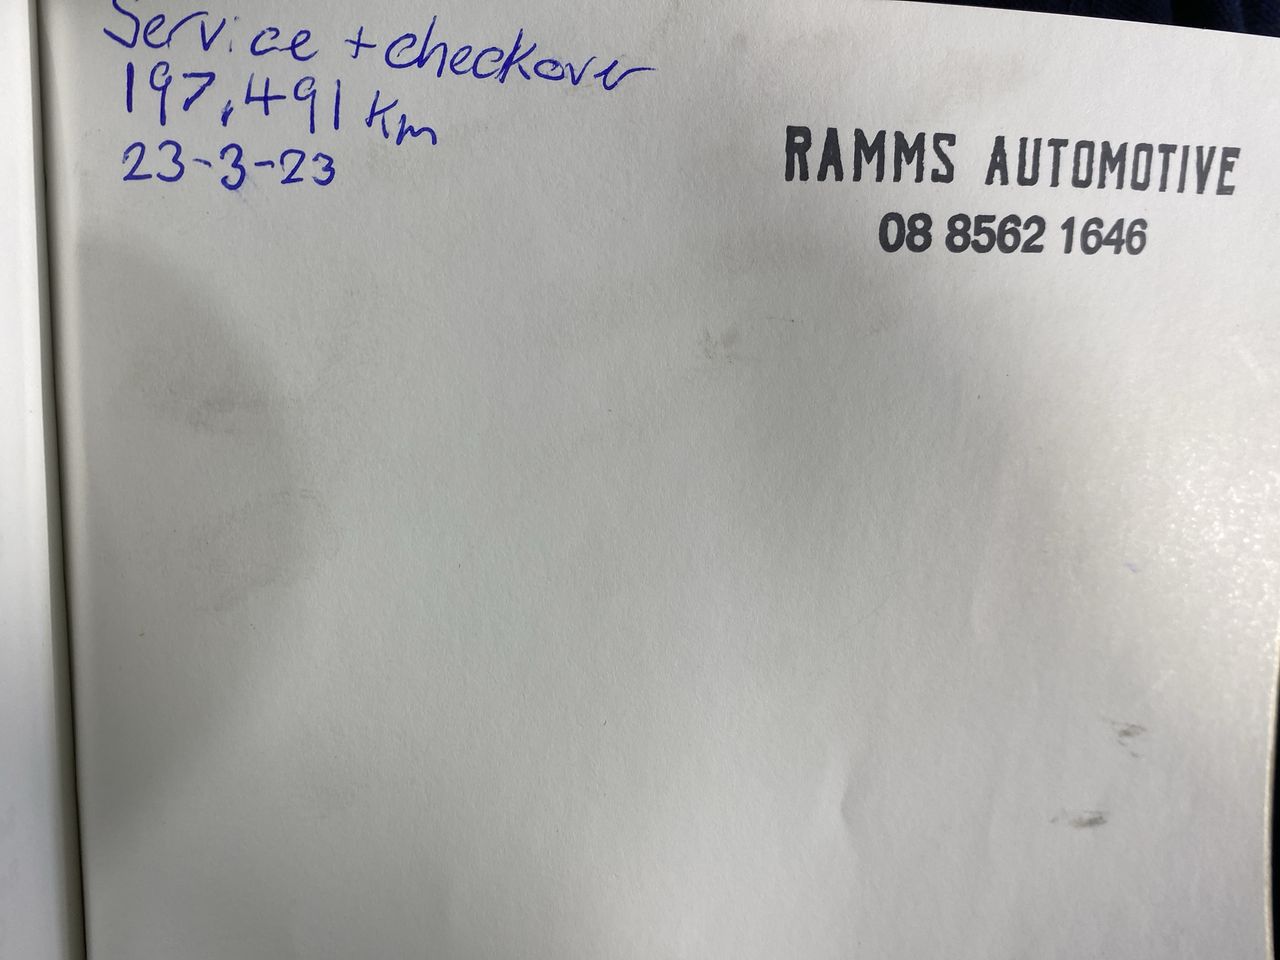 Service + checkover
197,491 Km
23-3-23
RAMMS AUTOMOTIVE
08 8562 1646